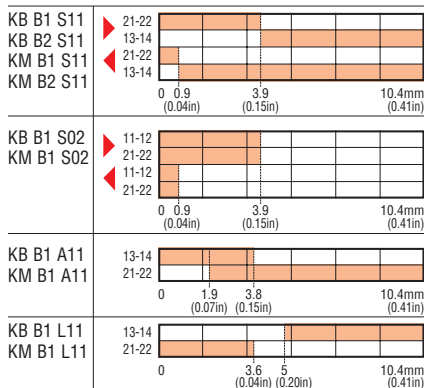 KB B1 S11
KB B2 S11
KM B1 S11
KM B2 S11
21-22
13-14
21-22
13-14
0 0.9 3.9 10.4mm
(0.04in) (0.15in) (0.41in)
KB B1 S02
KM B1 S02
11-12
21-22
11-12
21-22
0 0.9 3.9 10.4mm
(0.04in) (0.15in) (0.41in)
KB B1 A11
KM B1 A11
13-14
21-22
0 1.9 3.8 10.4mm
(0.07in) (0.15in) (0.41in)
KB B1 L11
KM B1 L11
13-14
21-22
0 3.6 5 10.4mm
(0.04in) (0.20in) (0.41in)